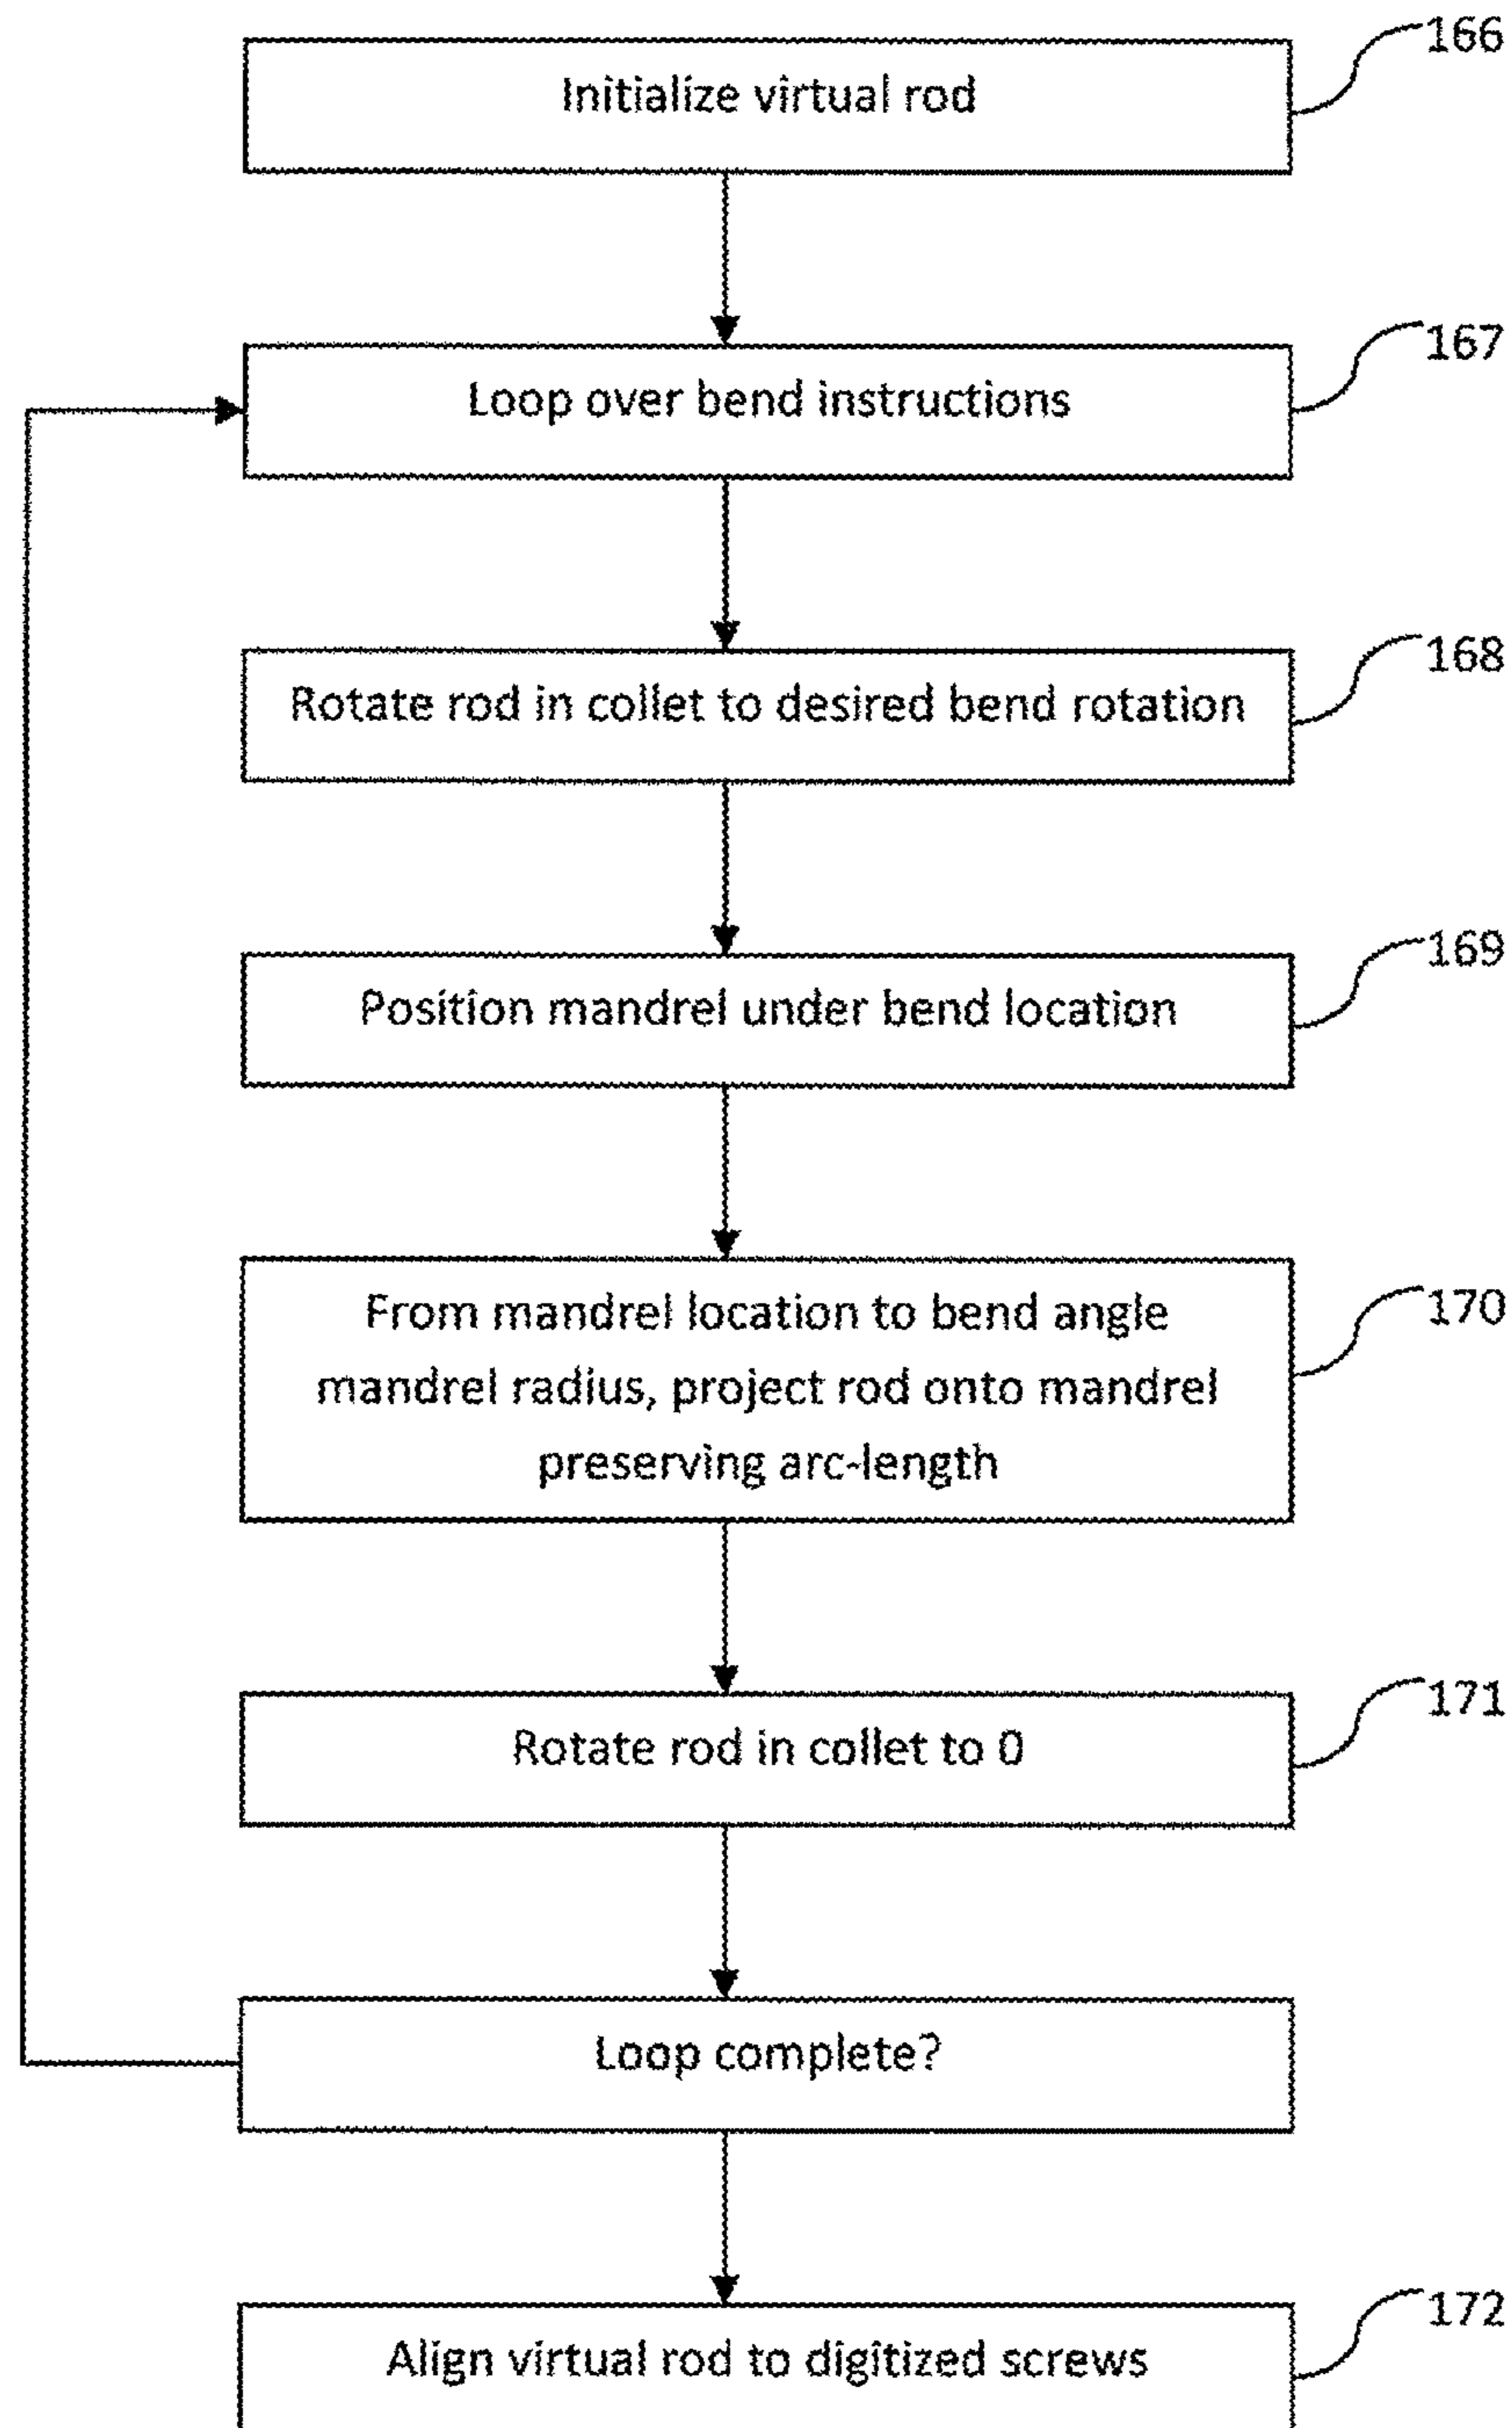 166
Initialize virtual rod
167
Loop over bend instructions
168
Rotate rod in collet to desired bend rotation
169
Position mandrel under bend location
170
From mandrel location to bend angle
mandrel radius, project rod onto mandrel
preserving arc-length
171
Rotate rod in collet to 0
Loop complete?
172
Align virtual rod to digitized screws